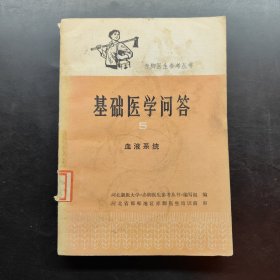 赤脚医生参考丛书
基础医学问答
5
血液系统
河北新医大学《赤脚医生参考丛书》编写组 编
河北省邯郸地区赤脚医生培训班